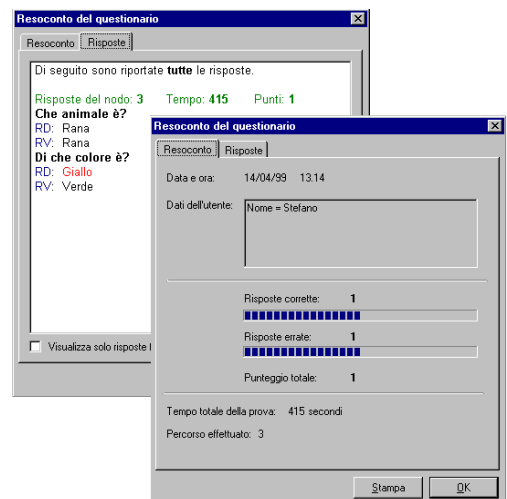 Resoconto del questionario
Resoconto Risposte
Di seguito sono riportate tutte le risposte.
Risposte del nodo: 3 Tempo: 415 Punti: 1
Che animale è?
RD: Rana
RV: Rana
Di che colore è?
RD: Giallo
RV: Verde
Visualizza solo risposte
Resoconto del questionario
Resoconto Risposte
Data e ora: 14/04/99 13.14
Dati dell'utente: Nome = Stefano
Risposte corrette: 1
Risposte errate: 1
Punteggio totale: 1
Tempo totale della prova: 415 secondi
Percorso effettuato: 3
Stampa OK